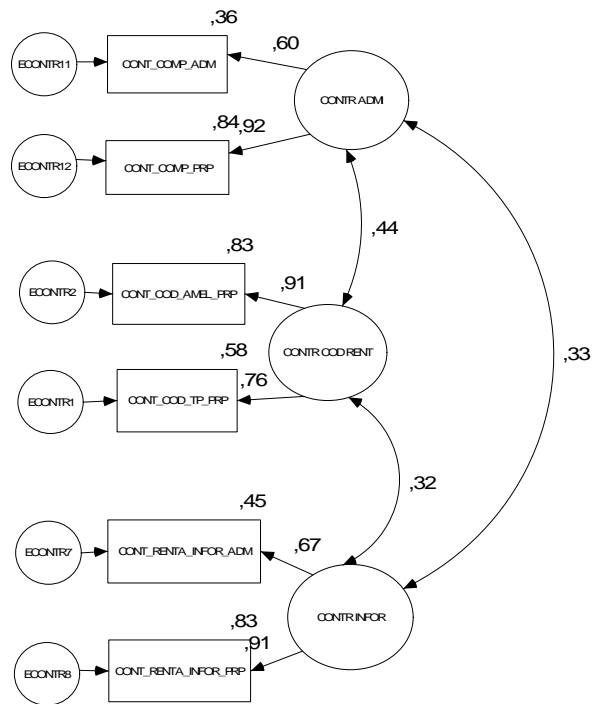 ,36
,60
ECONTR11
CONT_COMP_ADM
CONTR ADMI
,84
,92
ECONTR12
CONT_COMP_PRP
,44
,83
,91
ECONTR2
CONT_COD_AMEL_PRP
CONTR COD RENT
,33
,58
,76
ECONTR1
CONT_COD_TP_PRP
,32
,45
,67
ECONTR7
CONT_RENTA_INFOR_ADM
CONTR INFOR
,83
,91
ECONTR8
CONT_RENTA_INFOR_PRP